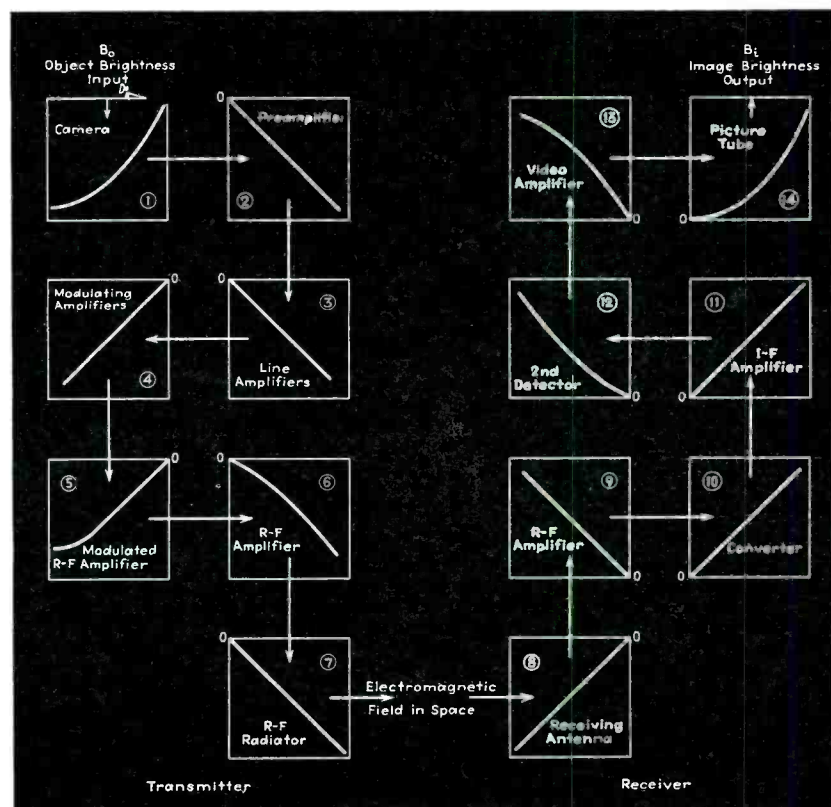 B₀
Object Brightness
Input
Camera
①
0
Preamplifier
②
0
③
Line
Amplifiers
0
Modulating
Amplifiers
④
0
⑤
Modulated
R-F Amplifier
0
⑥
R-F
Amplifier
0
⑦
R-F
Radiator
Electromagnetic
Field in Space
0
⑧
Receiving
Antenna
⑨
R-F
Amplifier
0
⑩
Converter
0
⑪
I-F
Amplifier
0
⑫
2nd
Detector
0
⑬
Video
Amplifier
0
Bᵢ
Image Brightness
Output
Picture
Tube
⑭
0
Transmitter
Receiver